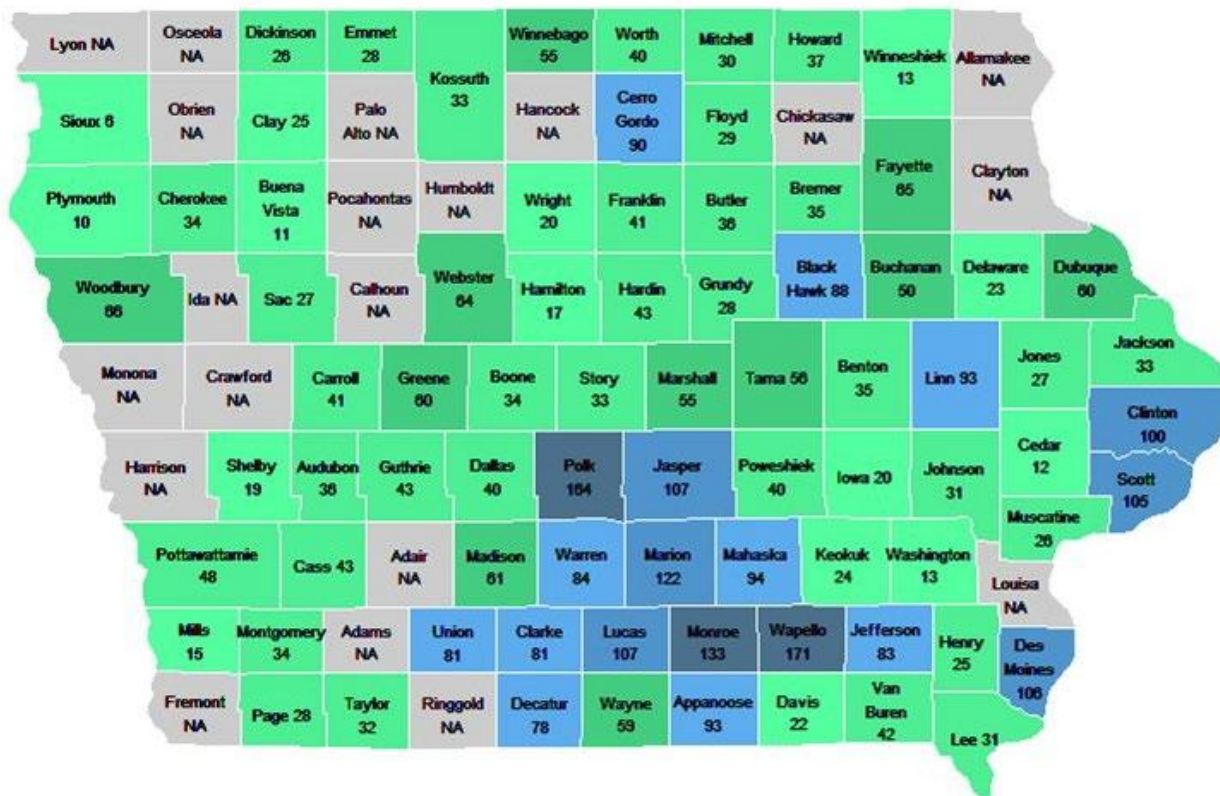 Lyon NA
Osceola
NA
Dickinson
26
Emmet
28
Kossuth
33
Winnebago
55
Worth
40
Mitchell
30
Howard
37
Winneshiek
13
Allamakee
NA
Sioux 6
Obrien
NA
Clay 25
Palo
Alto NA
Hancock
NA
Cerro
Gordo
90
Floyd
29
Chickasaw
NA
Fayette
65
Clayton
NA
Plymouth
10
Cherokee
34
Buena
Vista
11
Pocahontas
NA
Humboldt
NA
Wright
20
Franklin
41
Butler
36
Bremer
35
Woodbury
66
Ida NA
Sac 27
Calhoun
NA
Webster
64
Hamilton
17
Hardin
43
Grundy
28
Black
Hawk 88
Buchanan
50
Delaware
23
Dubuque
60
Monona
NA
Crawford
NA
Carroll
41
Greene
60
Boone
34
Story
33
Marshall
55
Tama 56
Benton
35
Linn 93
Jones
27
Jackson
33
Clinton
100
Harrison
NA
Shelby
19
Audubon
36
Guthrie
43
Dallas
40
Polk
164
Jasper
107
Poweshiek
40
Iowa 20
Johnson
31
Cedar
12
Scott
105
Muscatine
26
Pottawattamie
48
Cass 43
Adair
NA
Madison
61
Warren
84
Marion
122
Mahaska
94
Keokuk
24
Washington
13
Louisa
NA
Mills
15
Montgomery
34
Adams
NA
Union
81
Clarke
81
Lucas
107
Monroe
133
Wapello
171
Jefferson
83
Henry
25
Des
Moines
106
Fremont
NA
Page 28
Taylor
32
Ringgold
NA
Decatur
78
Wayne
59
Appanoose
93
Davis
22
Van
Buren
42
Lee 31